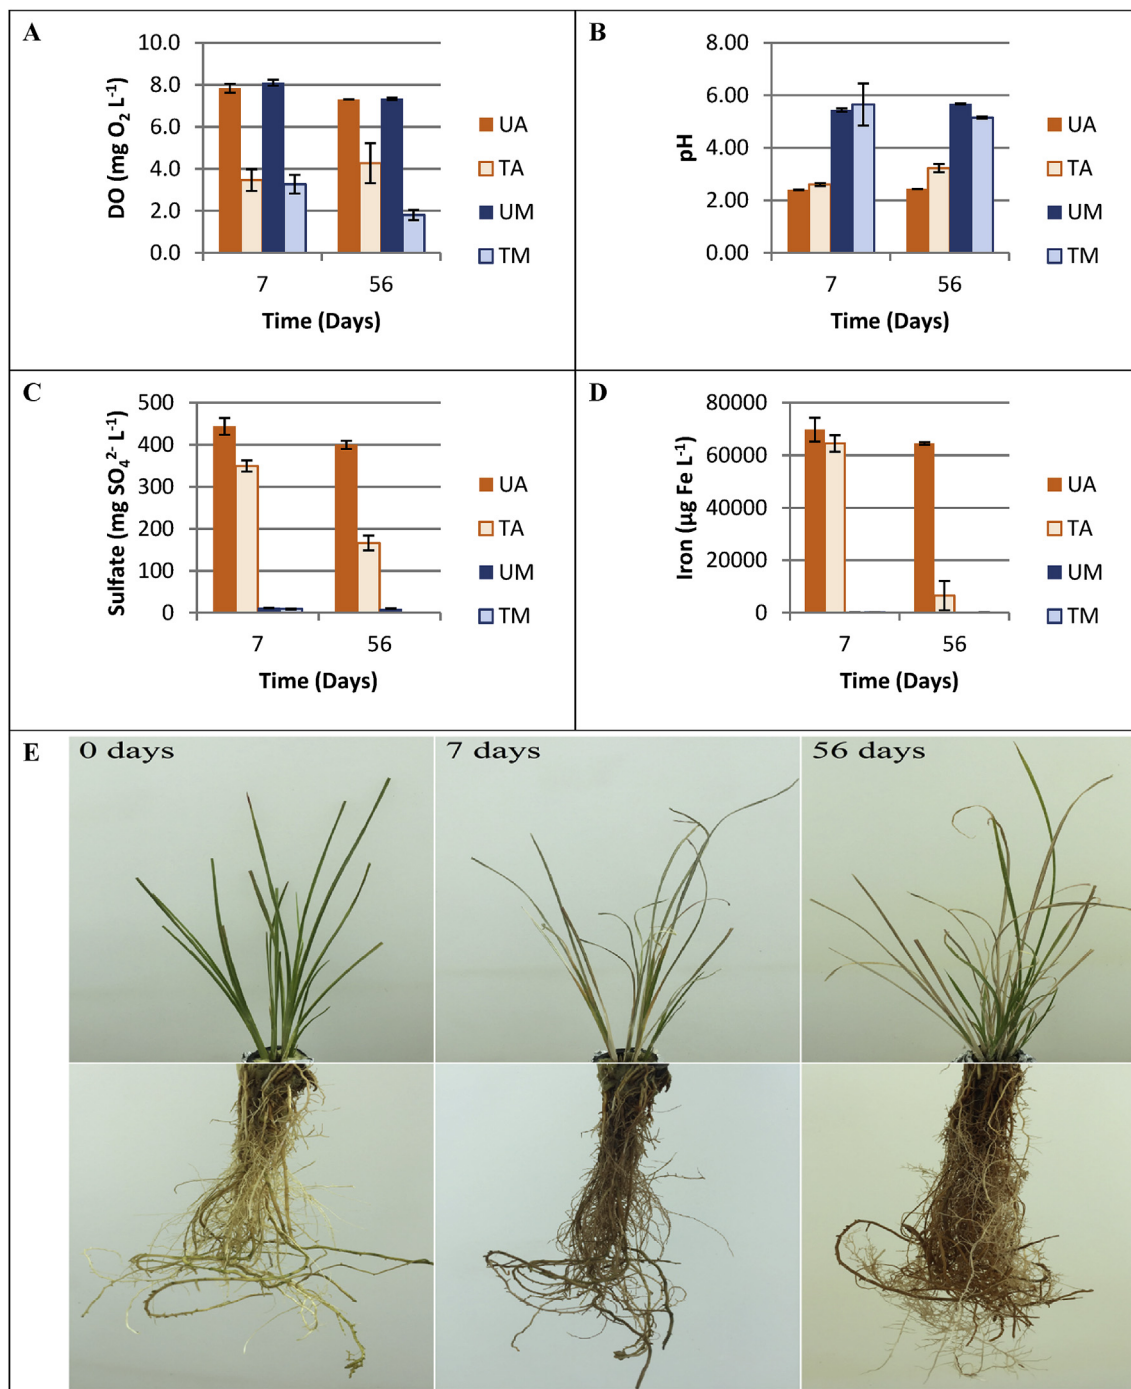 A
DO (mg O₂ L⁻¹)
10.0
8.0
6.0
4.0
2.0
0.0
7 56
Time (Days)
UA
TA
UM
TM
B
pH
8.00
6.00
4.00
2.00
0.00
7 56
Time (Days)
UA
TA
UM
TM
C
Sulfate (mg SO₄²⁻ L⁻¹)
500
400
300
200
100
0
7 56
Time (Days)
UA
TA
UM
TM
D
Iron (µg Fe L⁻¹)
80000
60000
40000
20000
0
7 56
Time (Days)
UA
TA
UM
TM
E
0 days
7 days
56 days